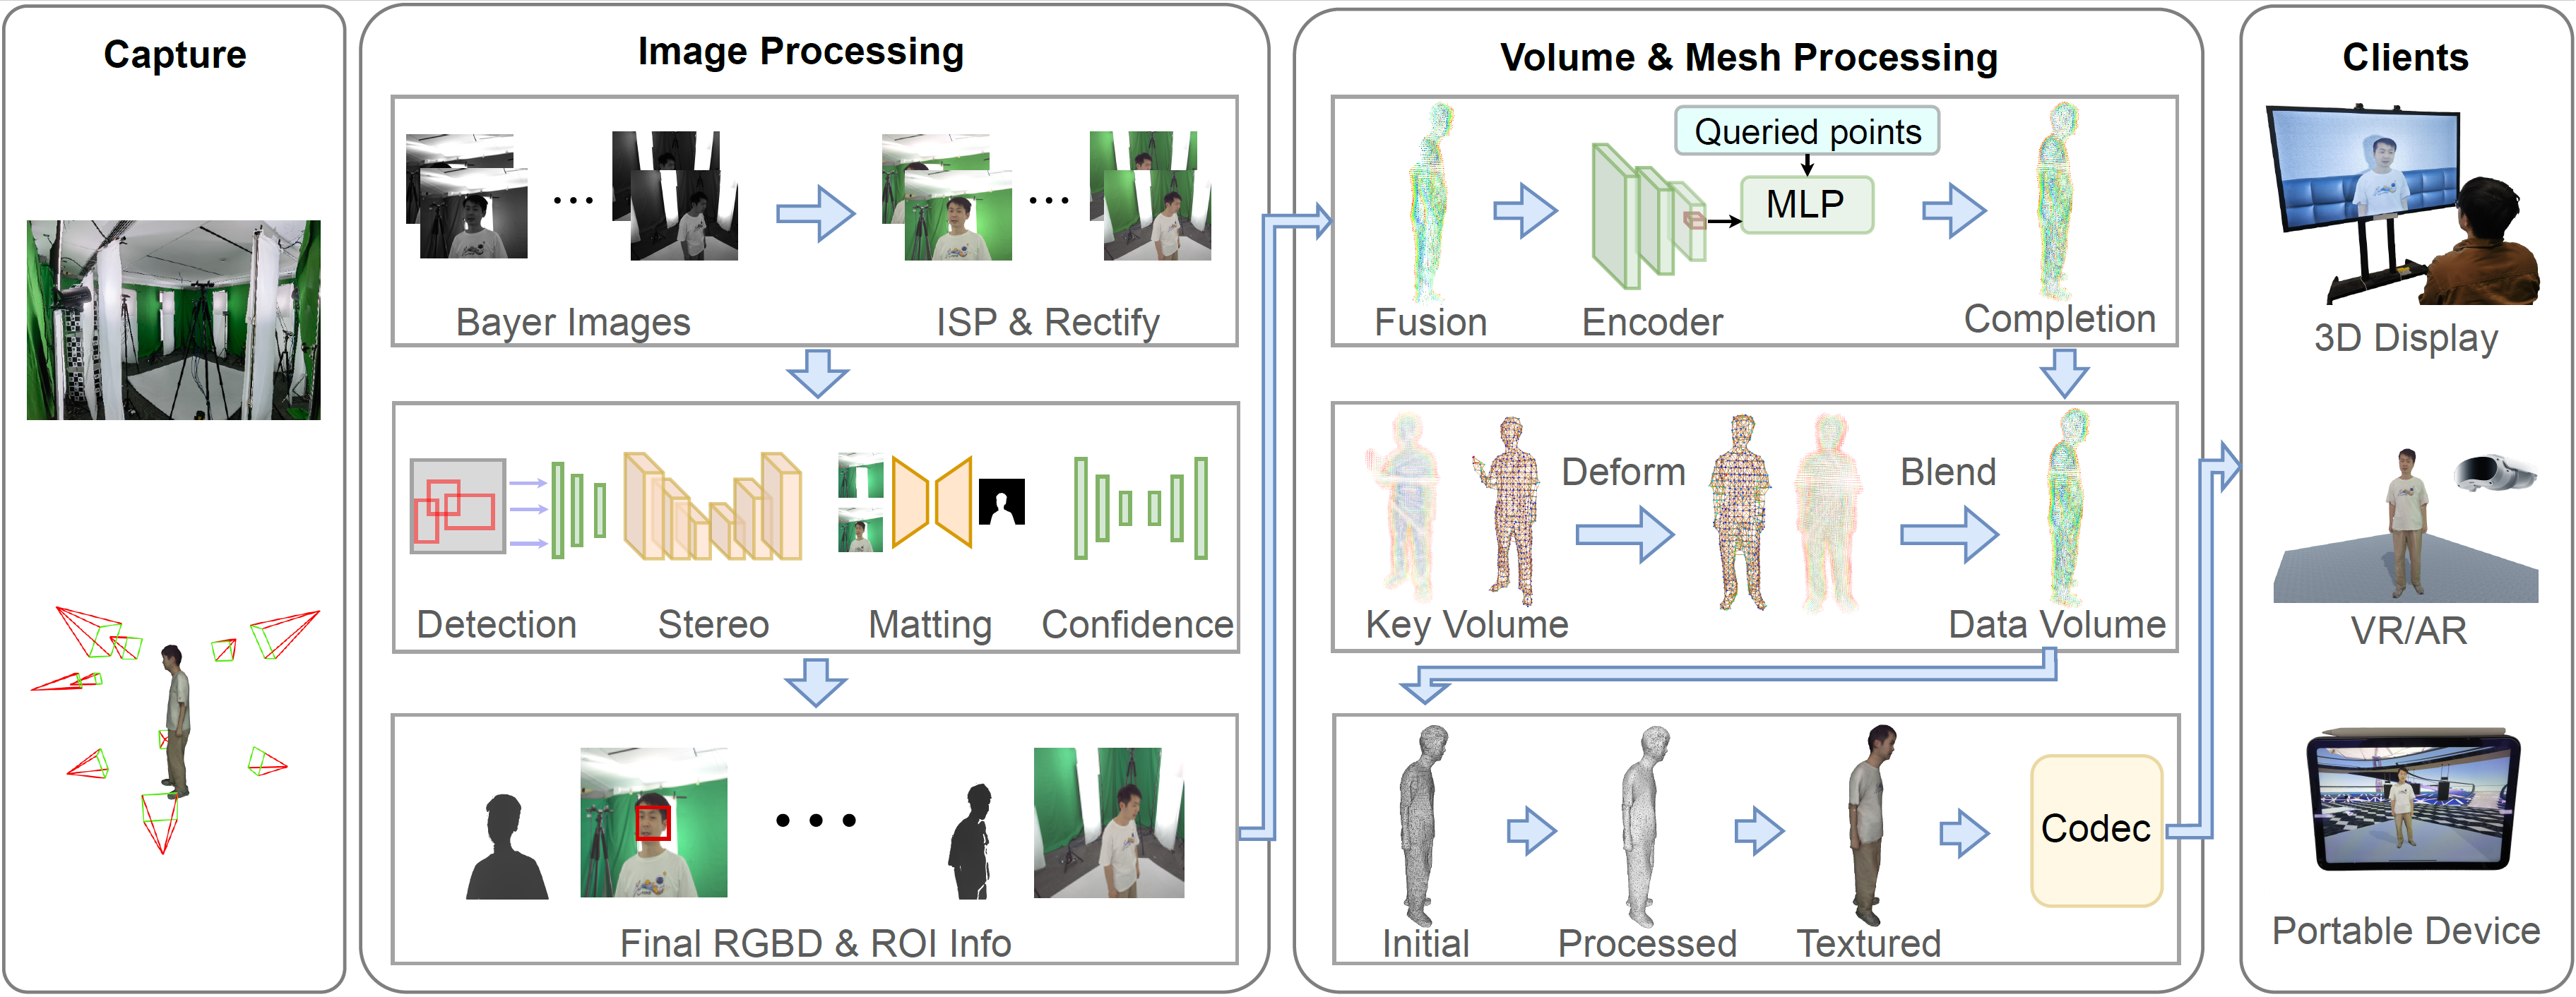 Capture
Image Processing
Bayer Images
ISP & Rectify
Detection
Stereo
Matting
Confidence
Final RGBD & ROI Info
Volume & Mesh Processing
Queried points
MLP
Fusion
Encoder
Completion
Deform
Blend
Key Volume
Data Volume
Codec
Initial
Processed
Textured
Clients
3D Display
VR/AR
Portable Device